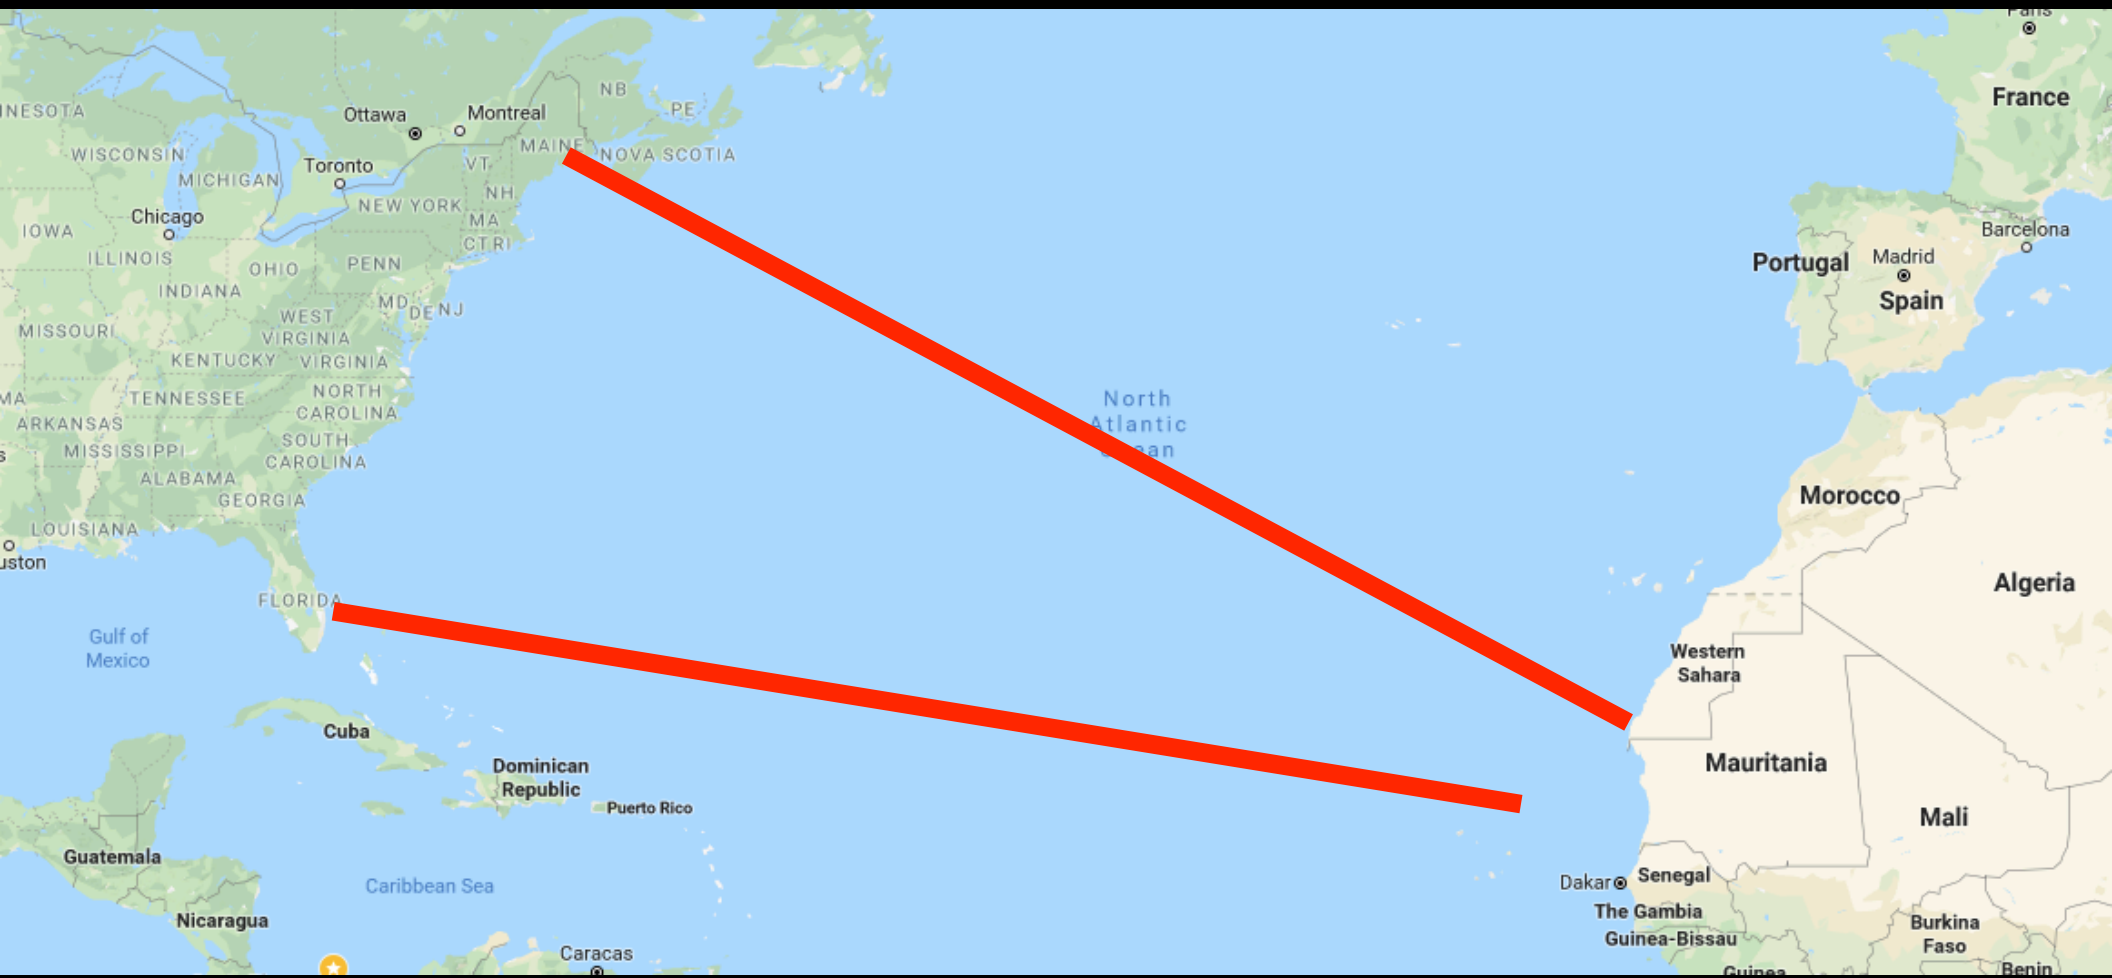 Paris
France
NB
PE
Ottawa
Montreal
MAINE
NOVA SCOTIA
WISCONSIN
VT
Toronto
MICHIGAN
NH
NEW YORK
MA
Chicago
IOWA
CT RI
ILLINOIS
OHIO
PENN
INDIANA
MD
DE NJ
Barcelona
Portugal
Madrid
Spain
WEST
VIRGINIA
MISSOURI
KENTUCKY
VIRGINIA
NORTH
CAROLINA
TENNESSEE
ARKANSAS
SOUTH
CAROLINA
MISSISSIPPI
ALABAMA
GEORGIA
North
Atlantic
Morocco
LOUISIANA
Algeria
FLORIDA
Gulf of
Mexico
Western
Sahara
Cuba
Dominican
Republic
Puerto Rico
Mauritania
Mali
Guatemala
Caribbean Sea
Dakar
Senegal
The Gambia
Guinea-Bissau
Nicaragua
Burkina
Faso
Caracas
Guinea
Benin